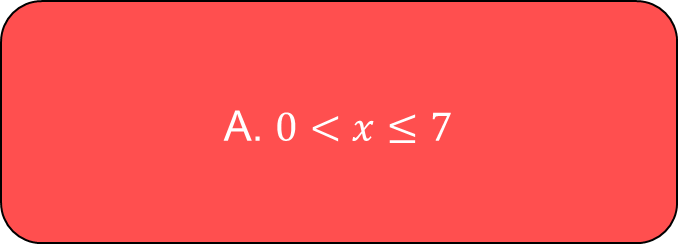 A. 0 < 𝑥 ≤ 7